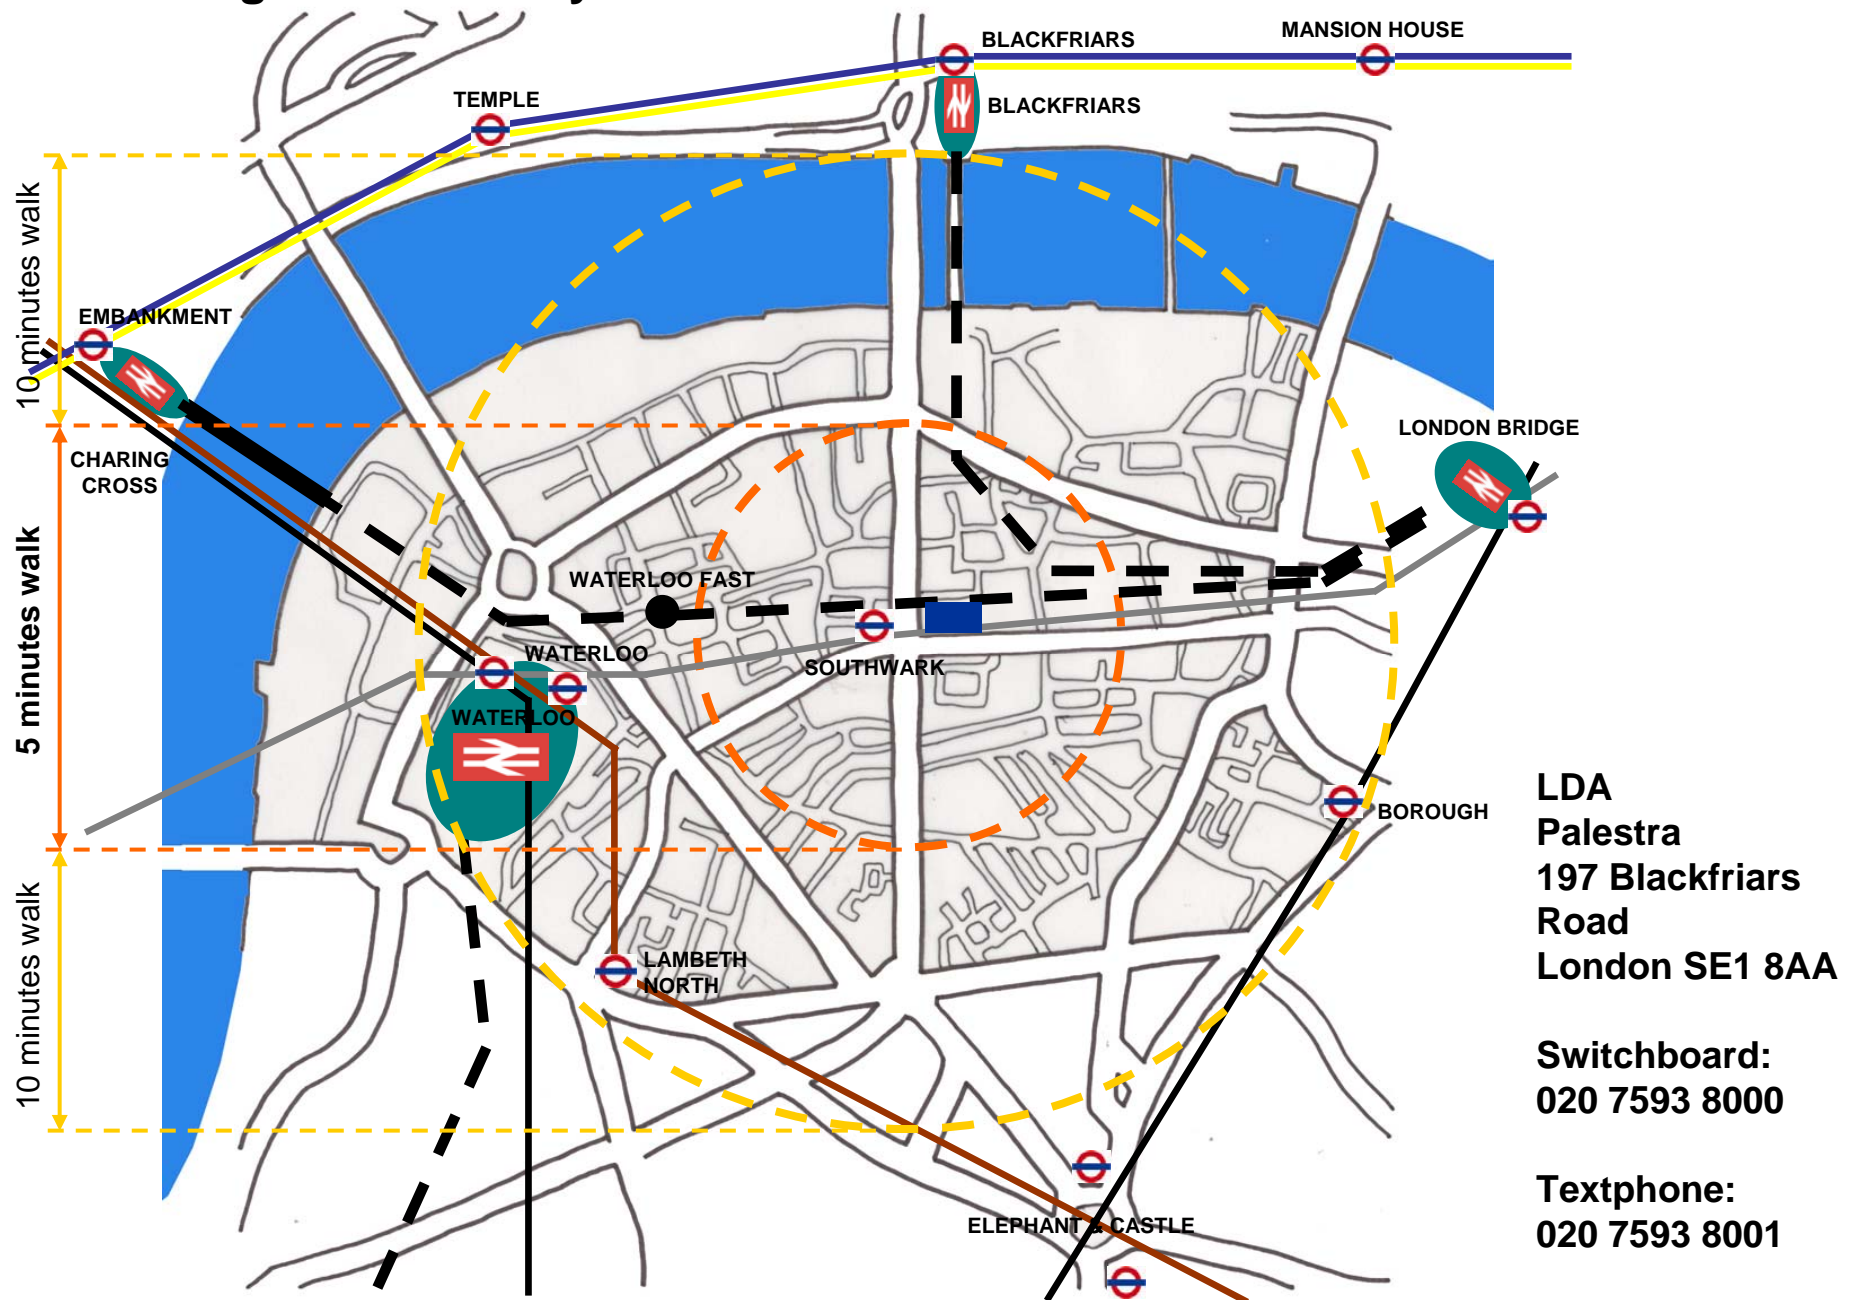 BLACKFRIARS
MANSION HOUSE
TEMPLE
BLACKFRIARS
10 minutes walk
EMBANKMENT
LONDON BRIDGE
CHARING
CROSS
5 minutes walk
WATERLOO FAST
WATERLOO
SOUTHWARK
WATERLOO
BOROUGH
LAMBETH
NORTH
10 minutes walk
ELEPHANT & CASTLE
LDA
Palestra
197 Blackfriars
Road
London SE1 8AA
Switchboard:
020 7593 8000
Textphone:
020 7593 8001